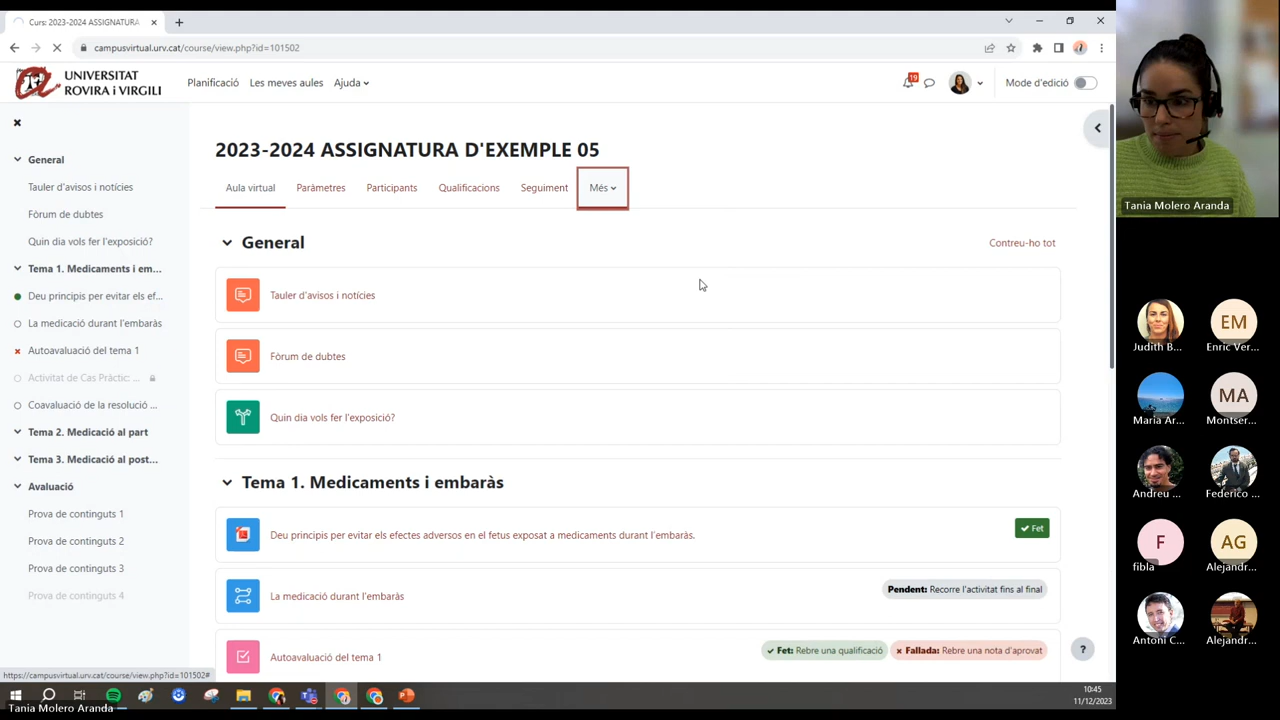 Curs: 2023-2024 ASSIGNATURA
campusvirtual.urv.cat/course/view.php?id=101502
UNIVERSITAT
ROVIRA i VIRGILI
Planificació
Les meves aules
Ajuda
19
Mode d'edició
General
Tauler d'avisos i notícies
Fòrum de dubtes
Quin dia vols fer l'exposició?
Tema 1. Medicaments i em...
Deu principis per evitar els ef...
La medicació durant l'embaràs
Autoavaluació del tema 1
Activitat de Cas Pràctic: ...
Coavaluació de la resolució ...
Tema 2. Medicació al part
Tema 3. Medicació al post...
Avaluació
Prova de continguts 1
Prova de continguts 2
Prova de continguts 3
Prova de continguts 4
https://campusvirtual.urv.cat/course/view.php?id=101502#
2023-2024 ASSIGNATURA D'EXEMPLE 05
Aula virtual
Paràmetres
Participants
Qualificacions
Seguiment
Més
General
Contreu-ho tot
Tauler d'avisos i notícies
Fòrum de dubtes
Quin dia vols fer l'exposició?
Tema 1. Medicaments i embaràs
Deu principis per evitar els efectes adversos en el fetus exposat a medicaments durant l'embaràs.
Fet
La medicació durant l'embaràs
Pendent: Recorre l'activitat fins al final
Autoavaluació del tema 1
Fet: Rebre una qualificació
Fallada: Rebre una nota d'aprovat
?
10:45
11/12/2023
Tania Molero Aranda
Tania Molero Aranda
Judith B...
EM
Enric Ver...
Maria Ar...
MA
Montser...
Andreu ...
Federico ...
F
fibla
AG
Alejandr...
Antoni C...
Alejandr...